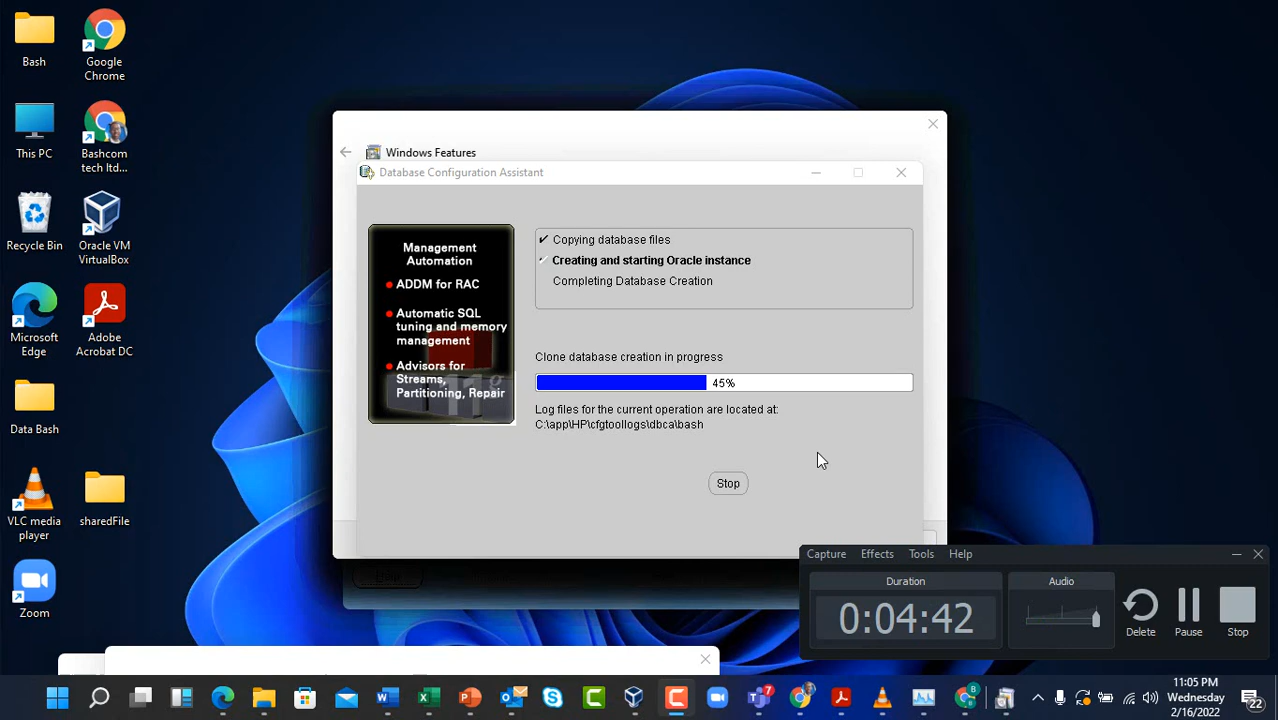 Bash
Google
Chrome
This PC
Bashcom
tech ltd...
Recycle Bin
Oracle VM
VirtualBox
Microsoft
Edge
Adobe
Acrobat DC
Data Bash
VLC media
player
sharedFile
Zoom
Windows Features
Database Configuration Assistant
Management
Automation
ADDM for RAC
Automatic SQL
tuning and memory
management
Advisors for
Streams,
Partitioning, Repair
Copying database files
Creating and starting Oracle instance
Completing Database Creation
Clone database creation in progress
45%
Log files for the current operation are located at:
C:\app\HP\cfgtoollogs\dbca\bash
Stop
Capture Effects Tools Help
Duration
0:04:42
Audio
Delete
Pause
Stop
7
11:05 PM
Wednesday
2/16/2022
22